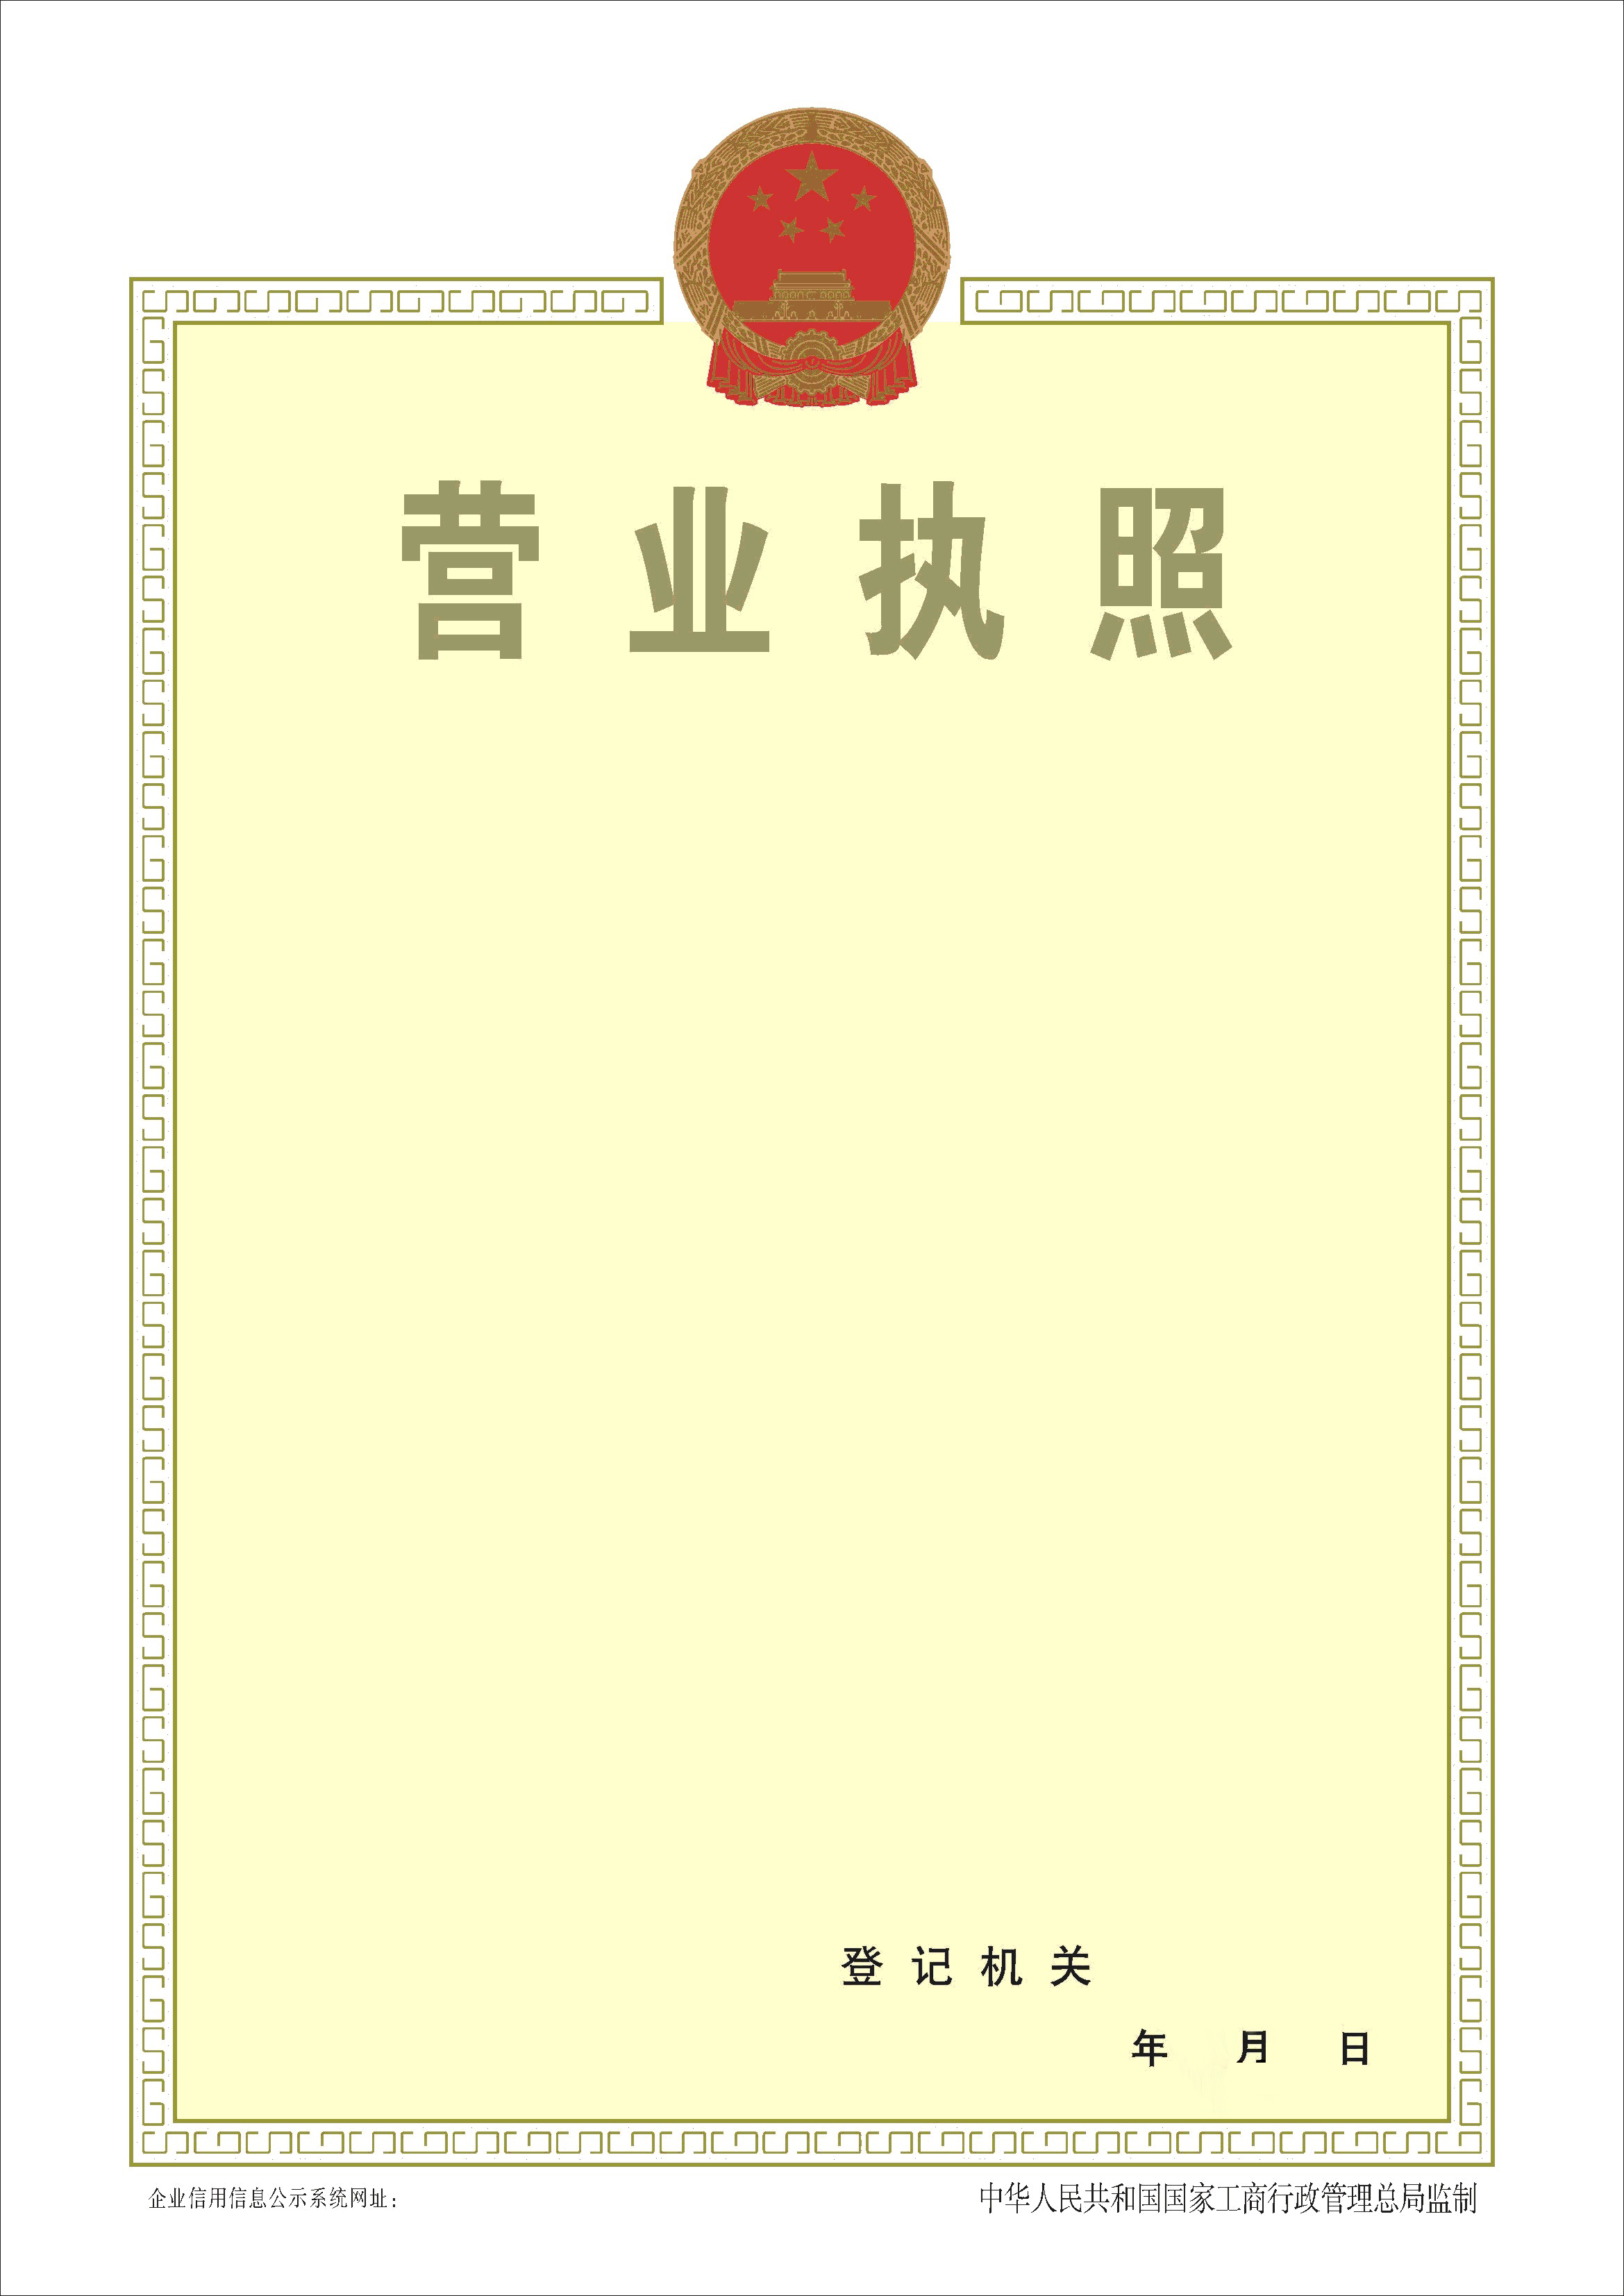 营业执照
登记机关
年 月 日
企业信用信息公示系统网址：
中华人民共和国国家工商行政管理总局监制